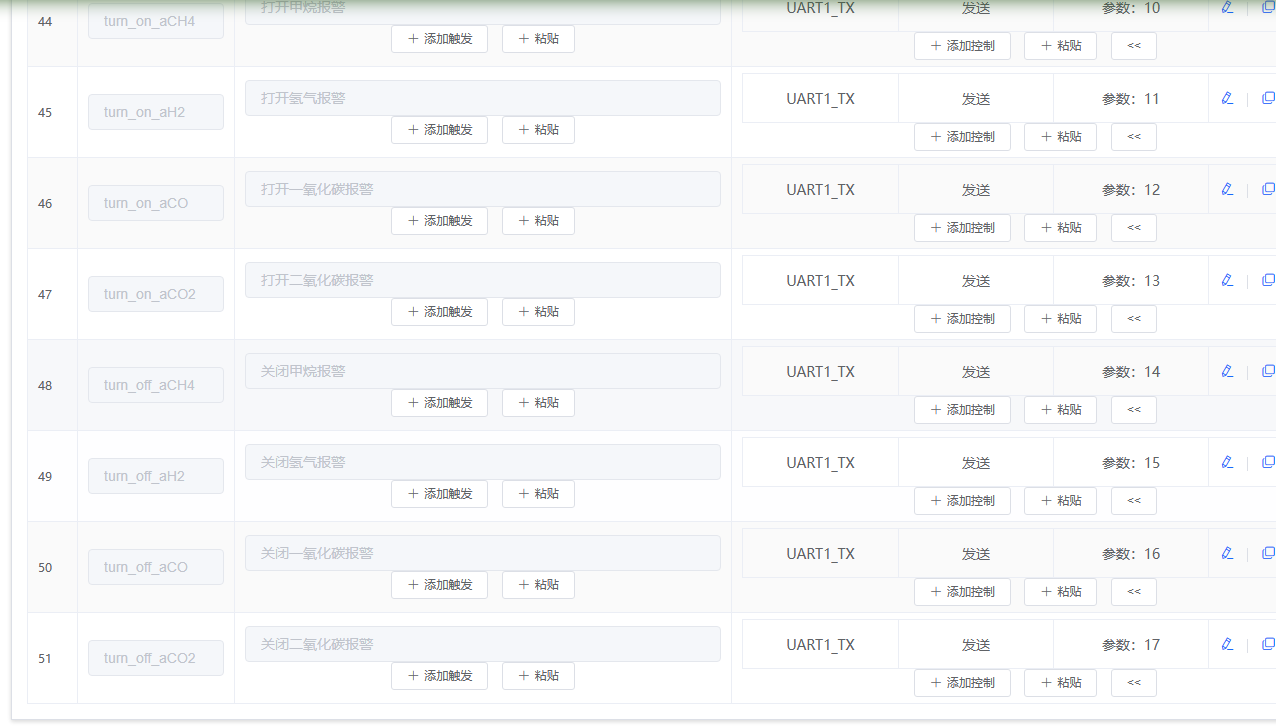 44 turn_on_aCH4 打开甲烷报警 UART1_TX 发送 参数：10
+ 添加触发 + 粘贴 + 添加控制 + 粘贴 <<
45 turn_on_aH2 打开氢气报警 UART1_TX 发送 参数：11
+ 添加触发 + 粘贴 + 添加控制 + 粘贴 <<
46 turn_on_aCO 打开一氧化碳报警 UART1_TX 发送 参数：12
+ 添加触发 + 粘贴 + 添加控制 + 粘贴 <<
47 turn_on_aCO2 打开二氧化碳报警 UART1_TX 发送 参数：13
+ 添加触发 + 粘贴 + 添加控制 + 粘贴 <<
48 turn_off_aCH4 关闭甲烷报警 UART1_TX 发送 参数：14
+ 添加触发 + 粘贴 + 添加控制 + 粘贴 <<
49 turn_off_aH2 关闭氢气报警 UART1_TX 发送 参数：15
+ 添加触发 + 粘贴 + 添加控制 + 粘贴 <<
50 turn_off_aCO 关闭一氧化碳报警 UART1_TX 发送 参数：16
+ 添加触发 + 粘贴 + 添加控制 + 粘贴 <<
51 turn_off_aCO2 关闭二氧化碳报警 UART1_TX 发送 参数：17
+ 添加触发 + 粘贴 + 添加控制 + 粘贴 <<